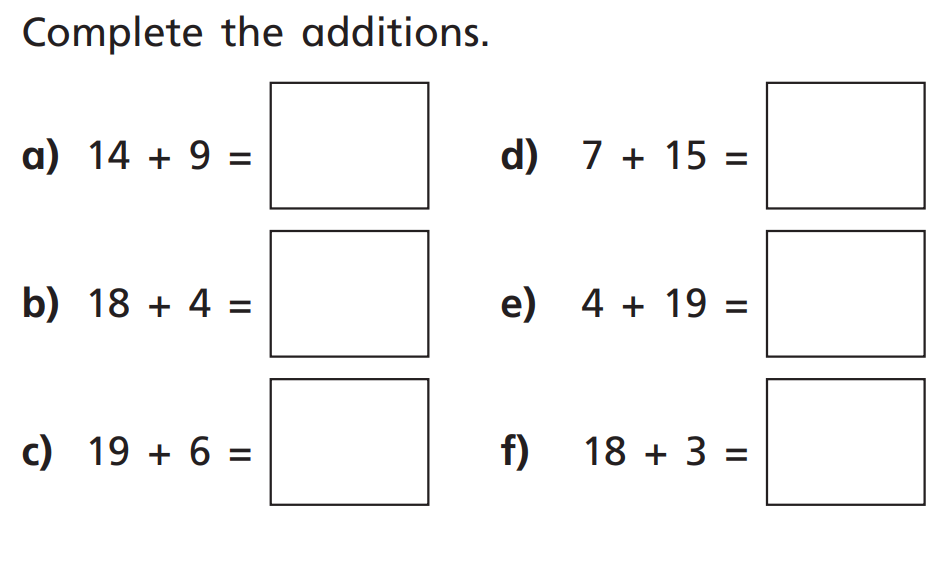 Complete the additions.
a) 14 + 9 =
d) 7 + 15 =
b) 18 + 4 =
e) 4 + 19 =
c) 19 + 6 =
f) 18 + 3 =